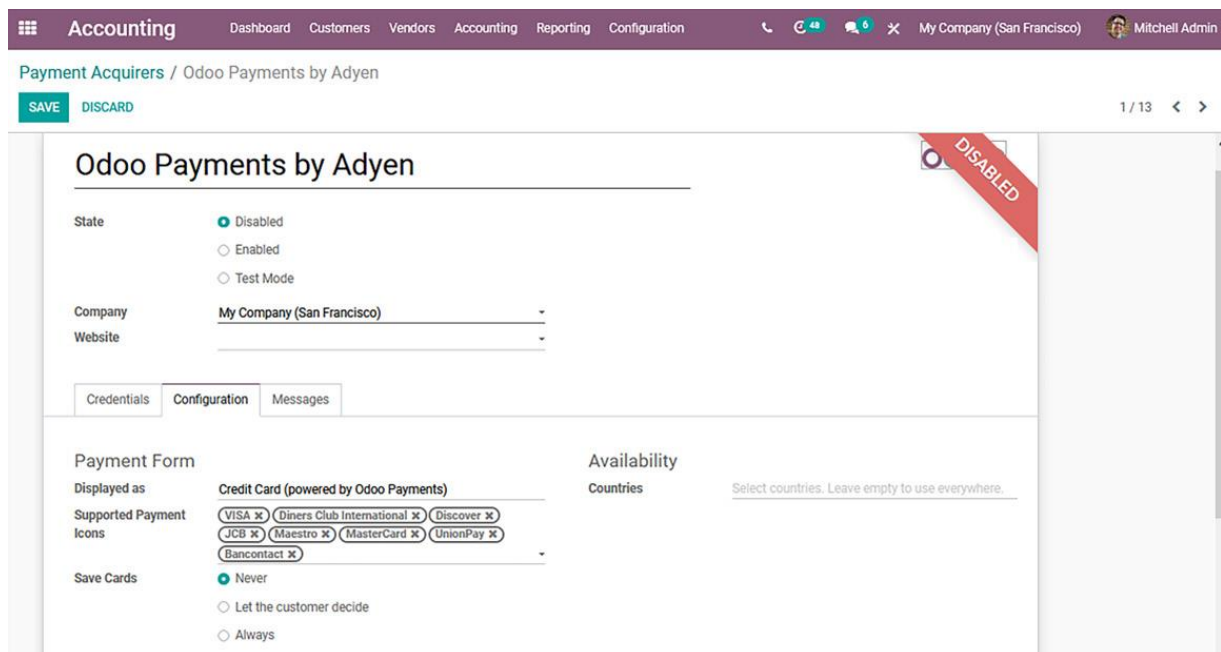 Accounting Dashboard Customers Vendors Accounting Reporting Configuration 48 6 My Company (San Francisco) Mitchell Admin
Payment Acquirers / Odoo Payments by Adyen
SAVE DISCARD 1 / 13
Odoo Payments by Adyen
DISABLED
State Disabled
Enabled
Test Mode
Company My Company (San Francisco)
Website
Credentials Configuration Messages
Payment Form Availability
Displayed as Credit Card (powered by Odoo Payments) Countries Select countries. Leave empty to use everywhere.
Supported Payment Icons VISA × Diners Club International × Discover ×
JCB × Maestro × MasterCard × UnionPay ×
Bancontact ×
Save Cards Never
Let the customer decide
Always